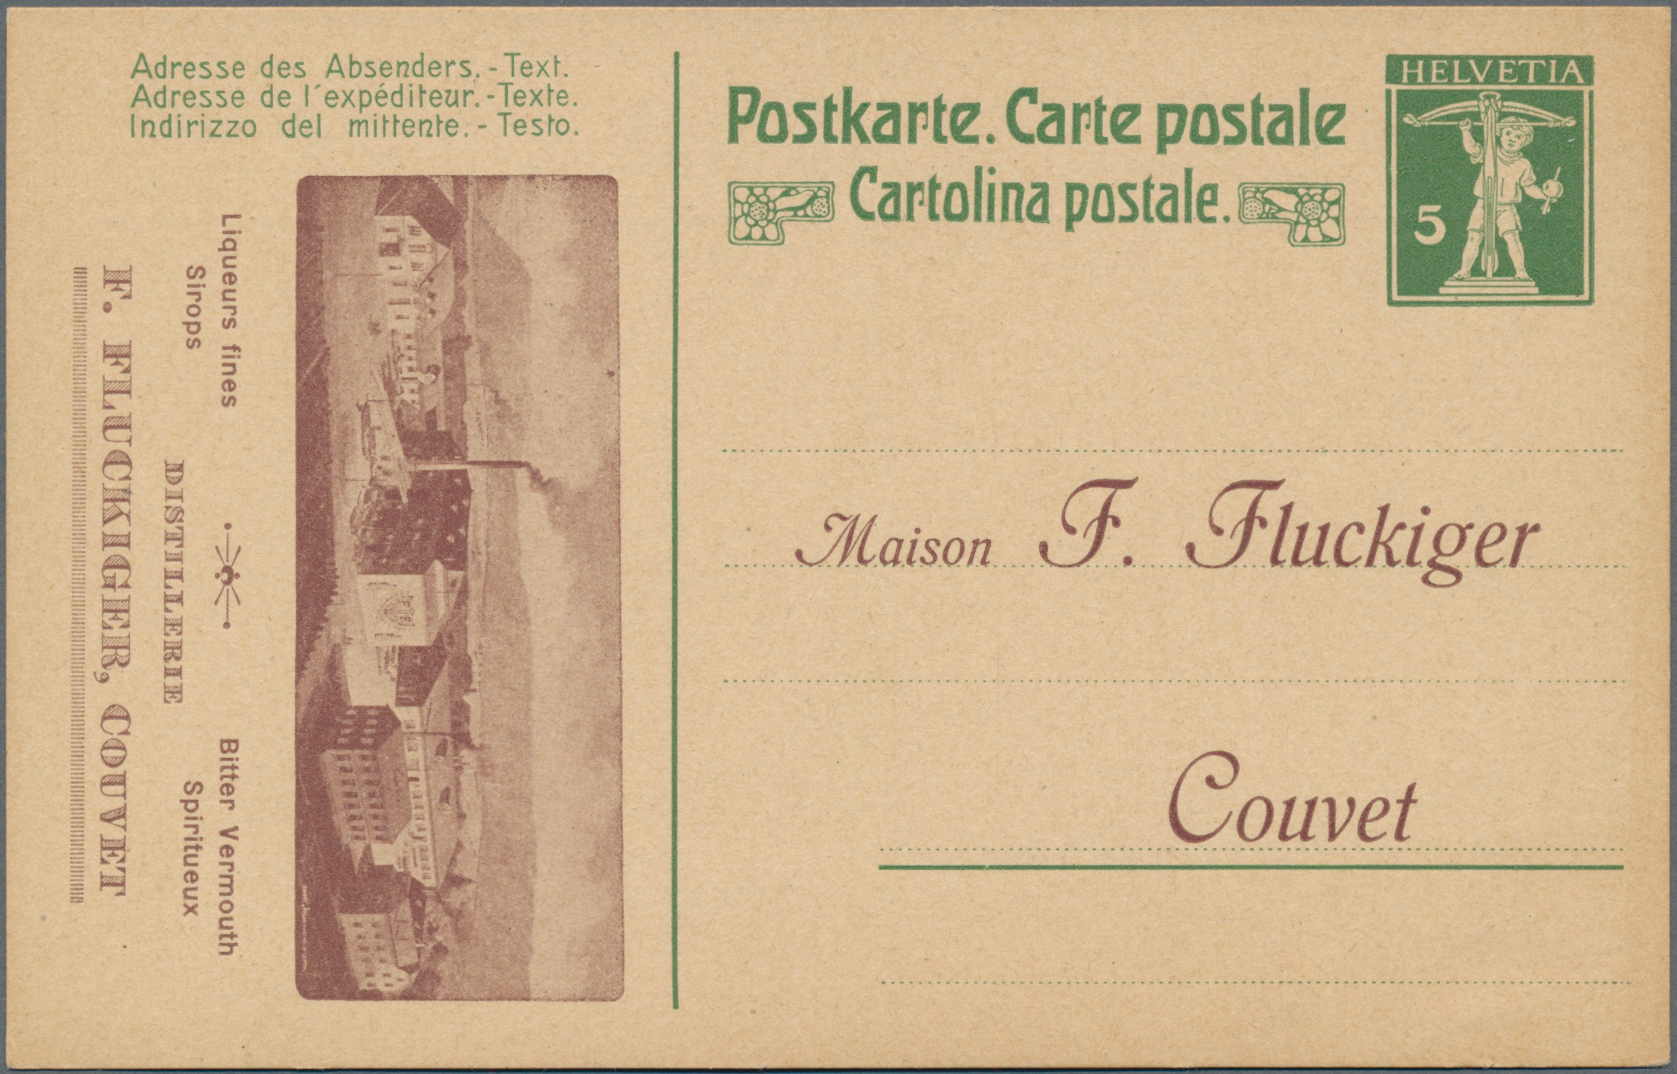 Adresse des Absenders.-Text.
Adresse de l'expéditeur.-Texte.
Indirizzo del mittente.-Testo.
Postkarte. Carte postale
Cartolina postale.
HELVETIA
5
Maison F. Fluckiger
Couvet
Liqueurs fines
Sirops
Bitter Vermouth
Spiritueux
DISTILLERIE
F. FLUCKIGER, COUVET